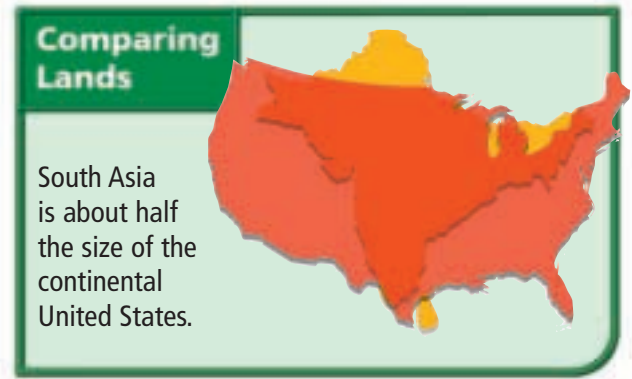 Comparing
Lands
South Asia
is about half
the size of the
continental
United States.